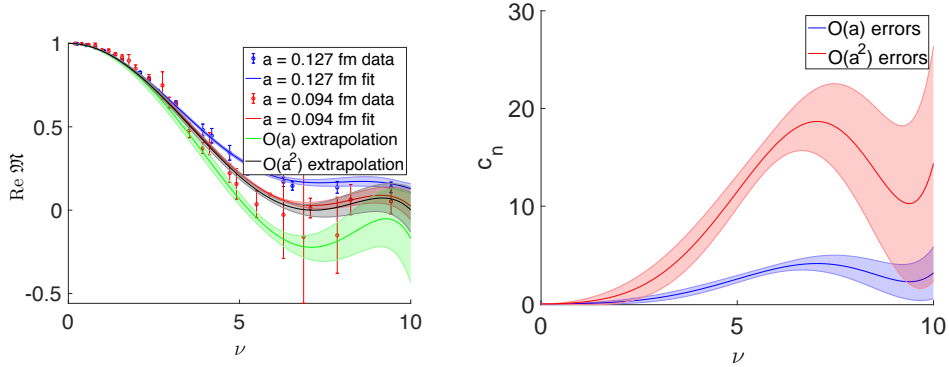 1
0.5
0
-0.5
Re 𝔐
0
5
10
ν
a = 0.127 fm data
a = 0.127 fm fit
a = 0.094 fm data
a = 0.094 fm fit
O(a) extrapolation
O(a²) extrapolation
30
20
10
0
cₙ
0
5
10
ν
O(a) errors
O(a²) errors